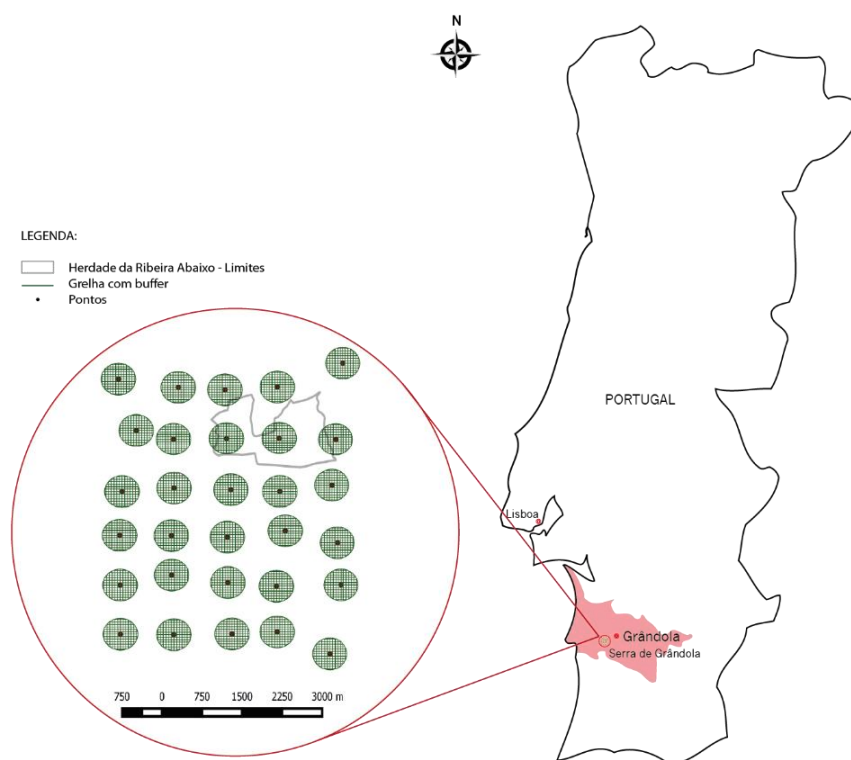 N
LEGENDA:
Herdade da Ribeira Abaixo - Limites
Grelha com buffer
Pontos
PORTUGAL
Lisboa
Grândola
Serra de Grândola
750 0 750 1500 2250 3000 m